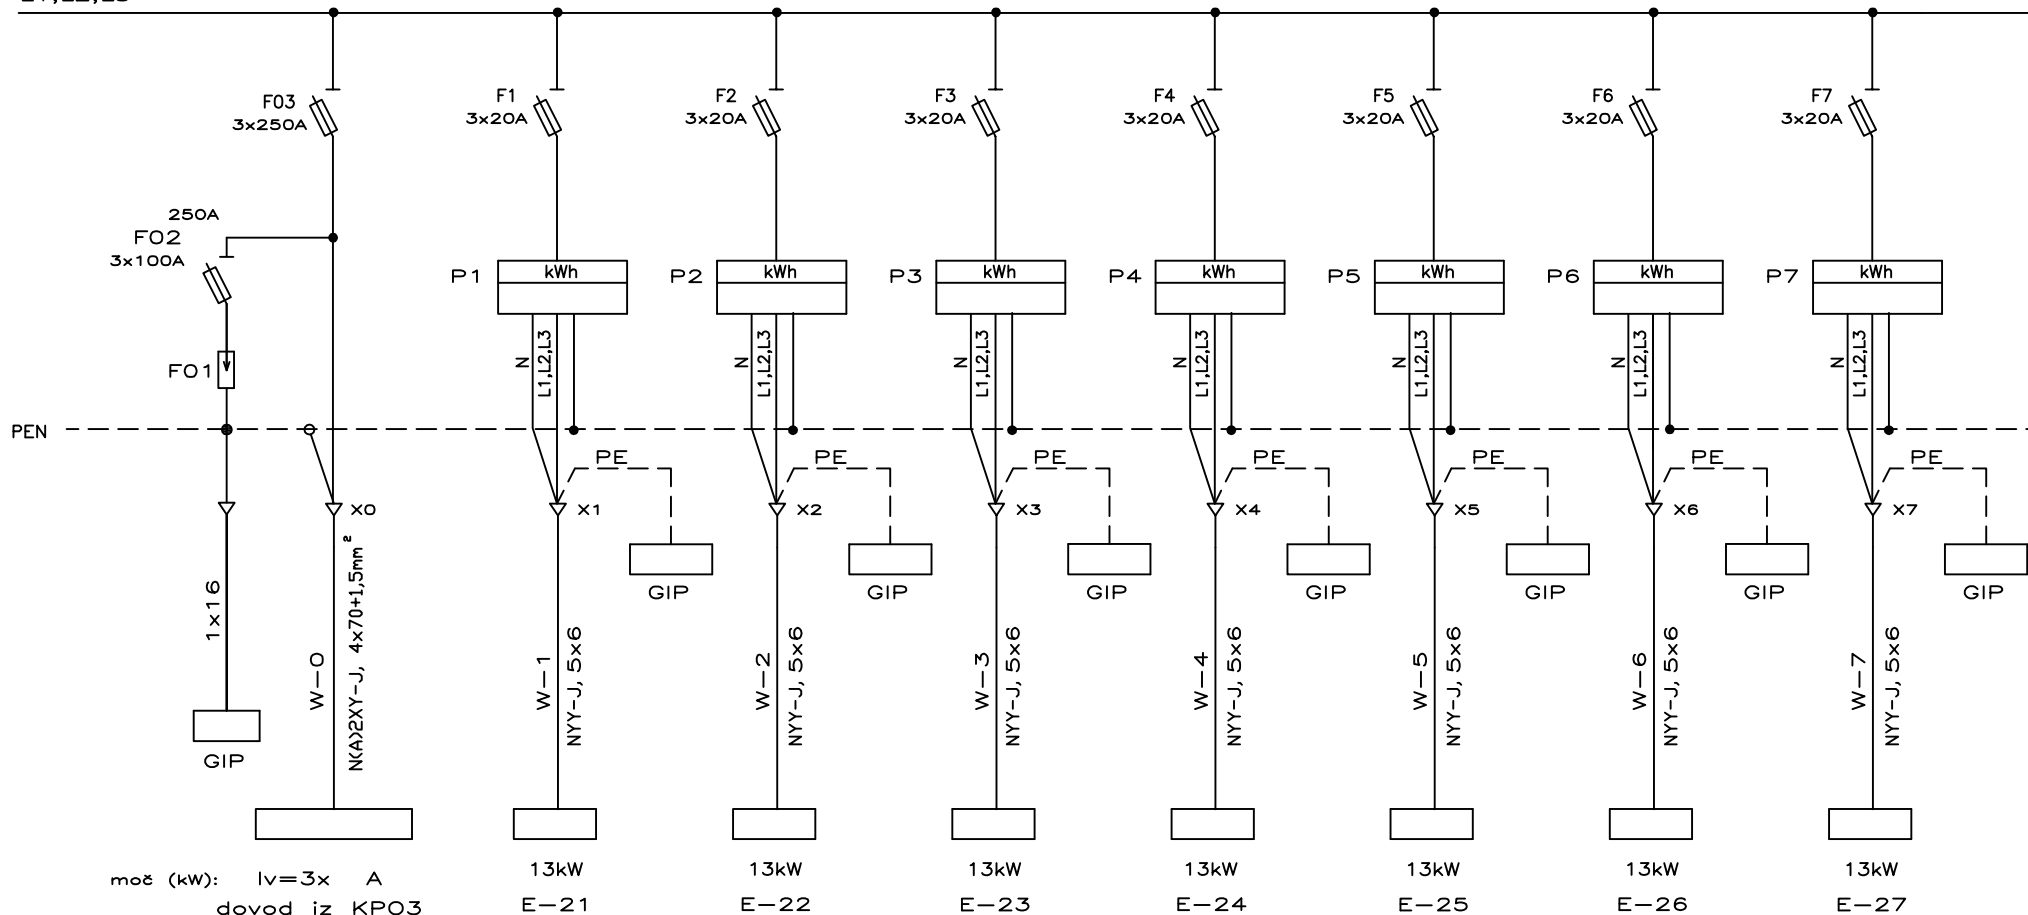 F03
3x250A
F1
3x20A
F2
3x20A
F3
3x20A
F4
3x20A
F5
3x20A
F6
3x20A
F7
3x20A
250A
F02
3x100A
P1
kWh
P2
kWh
P3
kWh
P4
kWh
P5
kWh
P6
kWh
P7
kWh
F01
N
L1,L2,L3
N
L1,L2,L3
N
L1,L2,L3
N
L1,L2,L3
N
L1,L2,L3
N
L1,L2,L3
N
L1,L2,L3
PEN
PE
PE
PE
PE
PE
PE
PE
X0
X1
X2
X3
X4
X5
X6
X7
GIP
GIP
GIP
GIP
GIP
GIP
GIP
1x16
W-0
N(A)2XY-J, 4x70+1,5mm²
W-1
NYY-J, 5x6
W-2
NYY-J, 5x6
W-3
NYY-J, 5x6
W-4
NYY-J, 5x6
W-5
NYY-J, 5x6
W-6
NYY-J, 5x6
W-7
NYY-J, 5x6
GIP
moč (kW): Iv=3x A
dovod iz KPO3
13kW
E-21
13kW
E-22
13kW
E-23
13kW
E-24
13kW
E-25
13kW
E-26
13kW
E-27